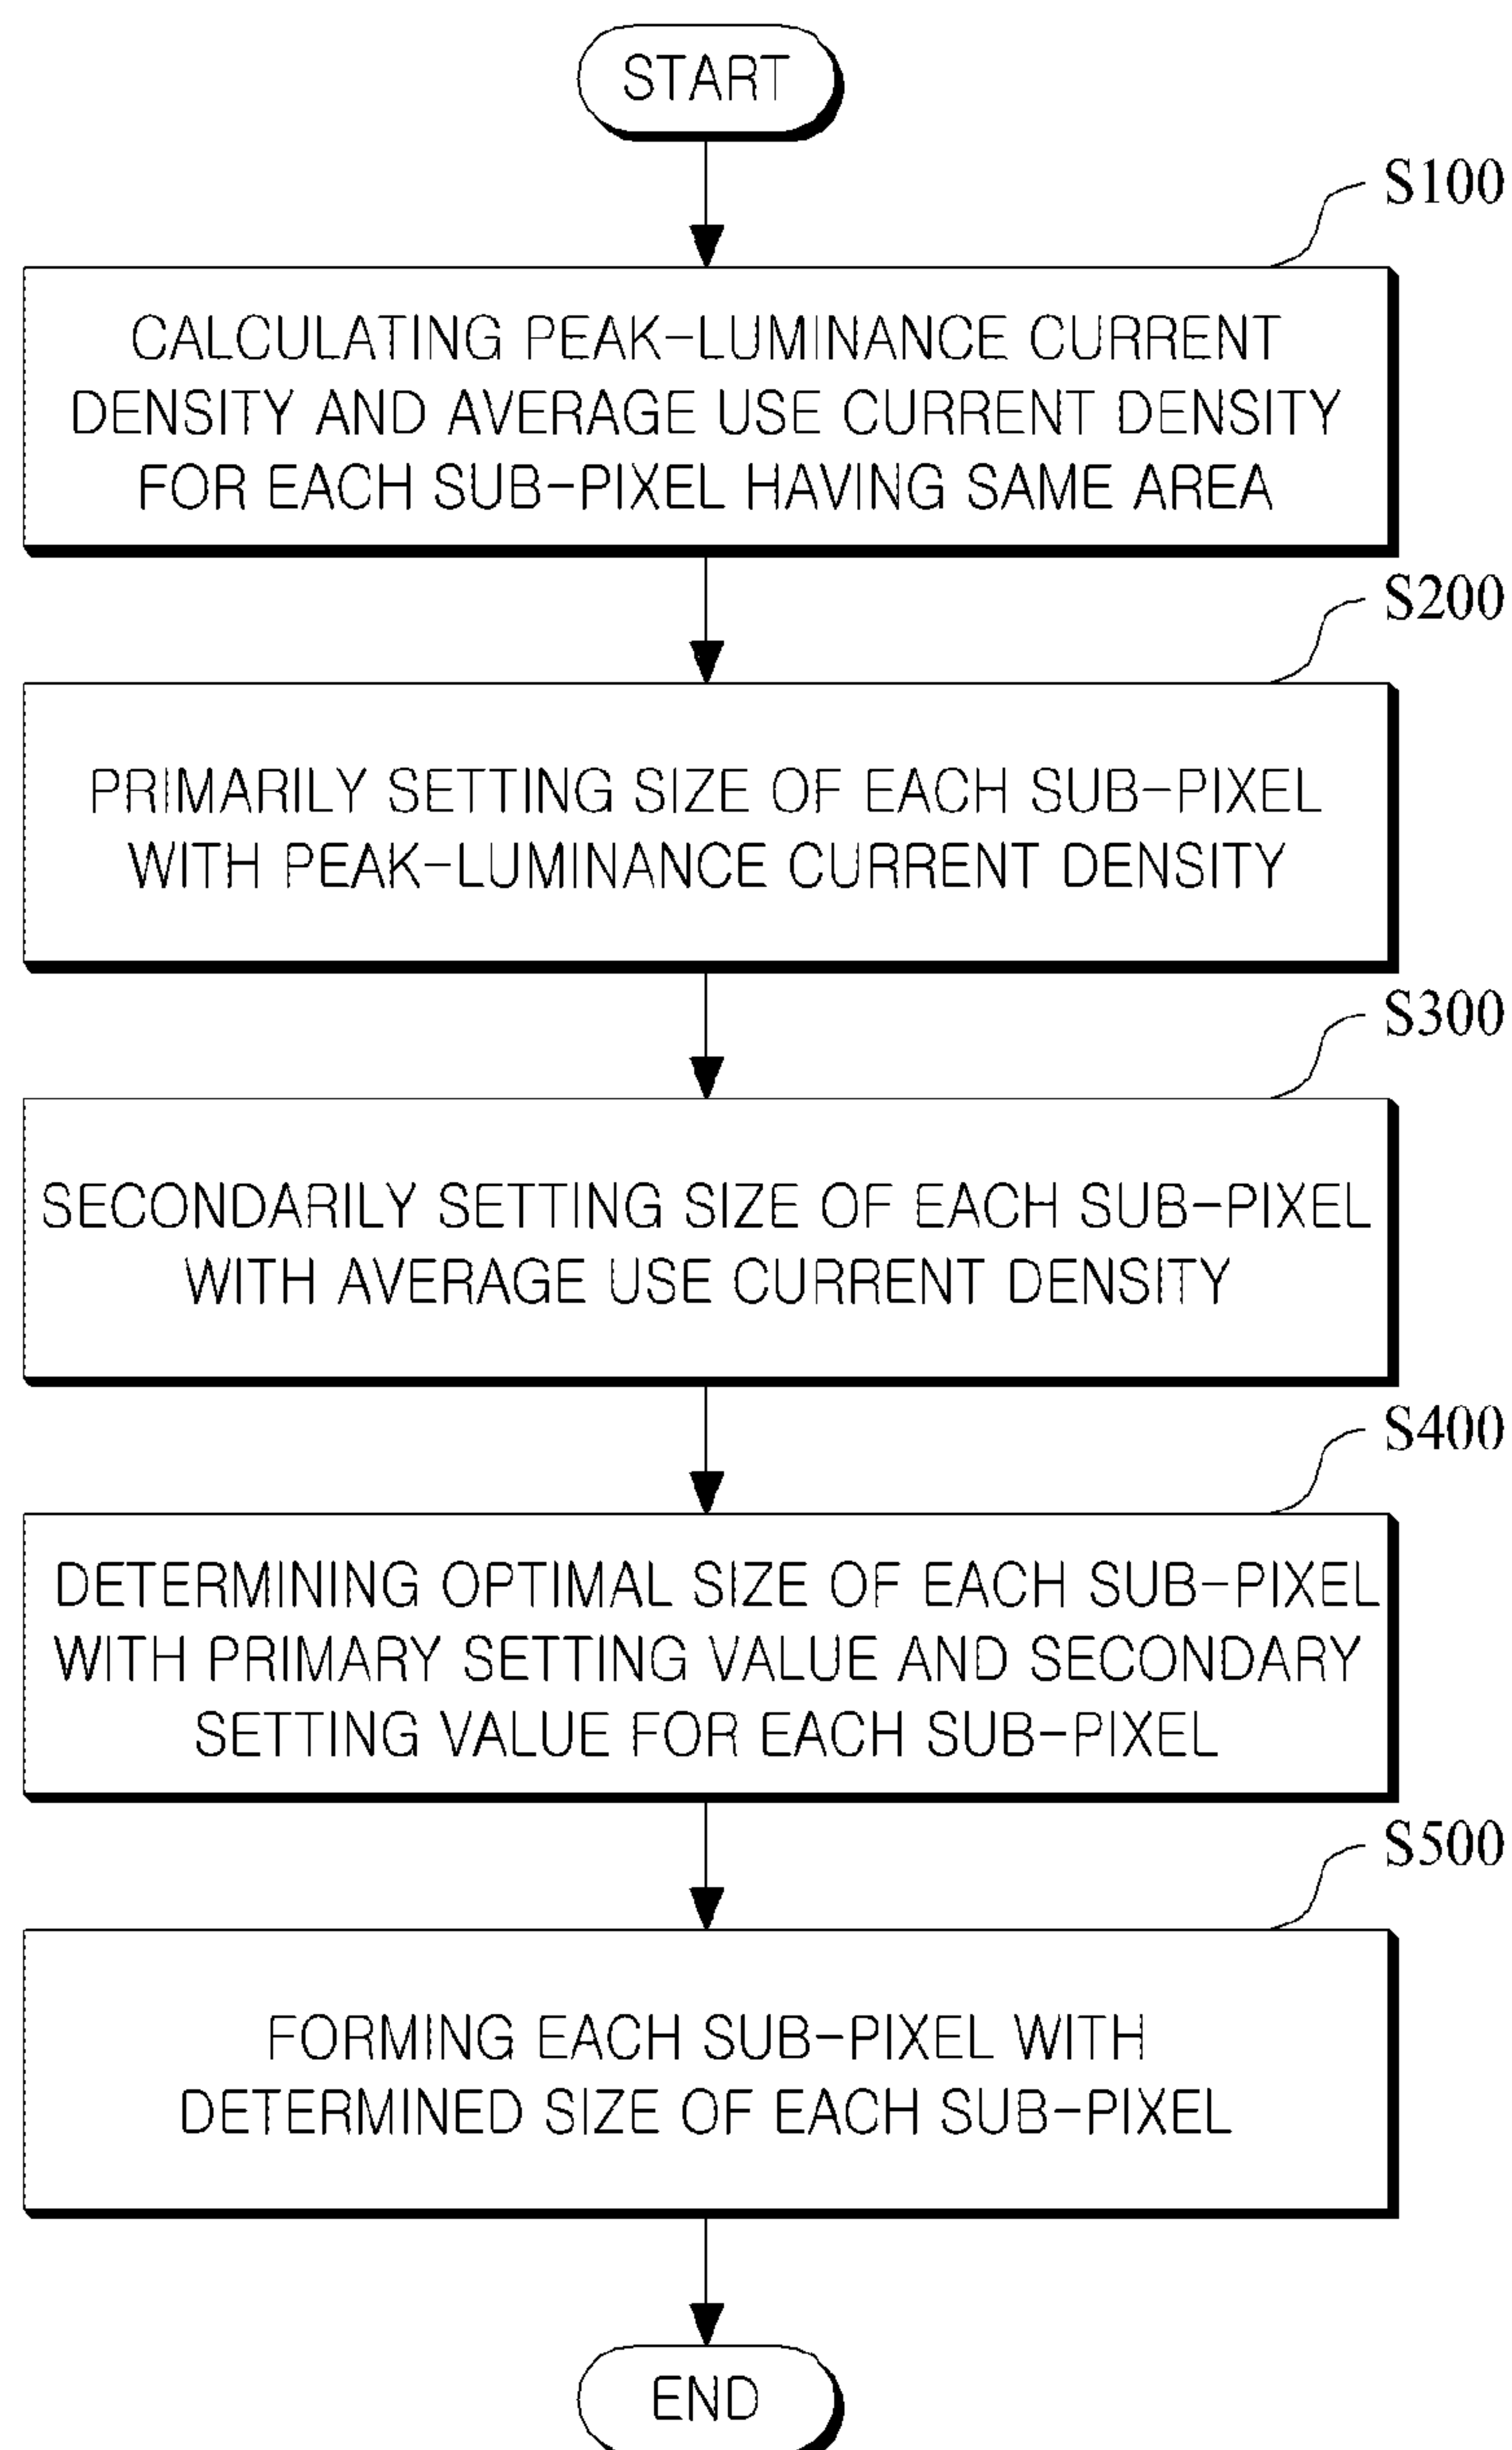 START
S100
CALCULATING PEAK-LUMINANCE CURRENT
DENSITY AND AVERAGE USE CURRENT DENSITY
FOR EACH SUB-PIXEL HAVING SAME AREA
S200
PRIMARILY SETTING SIZE OF EACH SUB-PIXEL
WITH PEAK-LUMINANCE CURRENT DENSITY
S300
SECONDARILY SETTING SIZE OF EACH SUB-PIXEL
WITH AVERAGE USE CURRENT DENSITY
S400
DETERMINING OPTIMAL SIZE OF EACH SUB-PIXEL
WITH PRIMARY SETTING VALUE AND SECONDARY
SETTING VALUE FOR EACH SUB-PIXEL
S500
FORMING EACH SUB-PIXEL WITH
DETERMINED SIZE OF EACH SUB-PIXEL
END